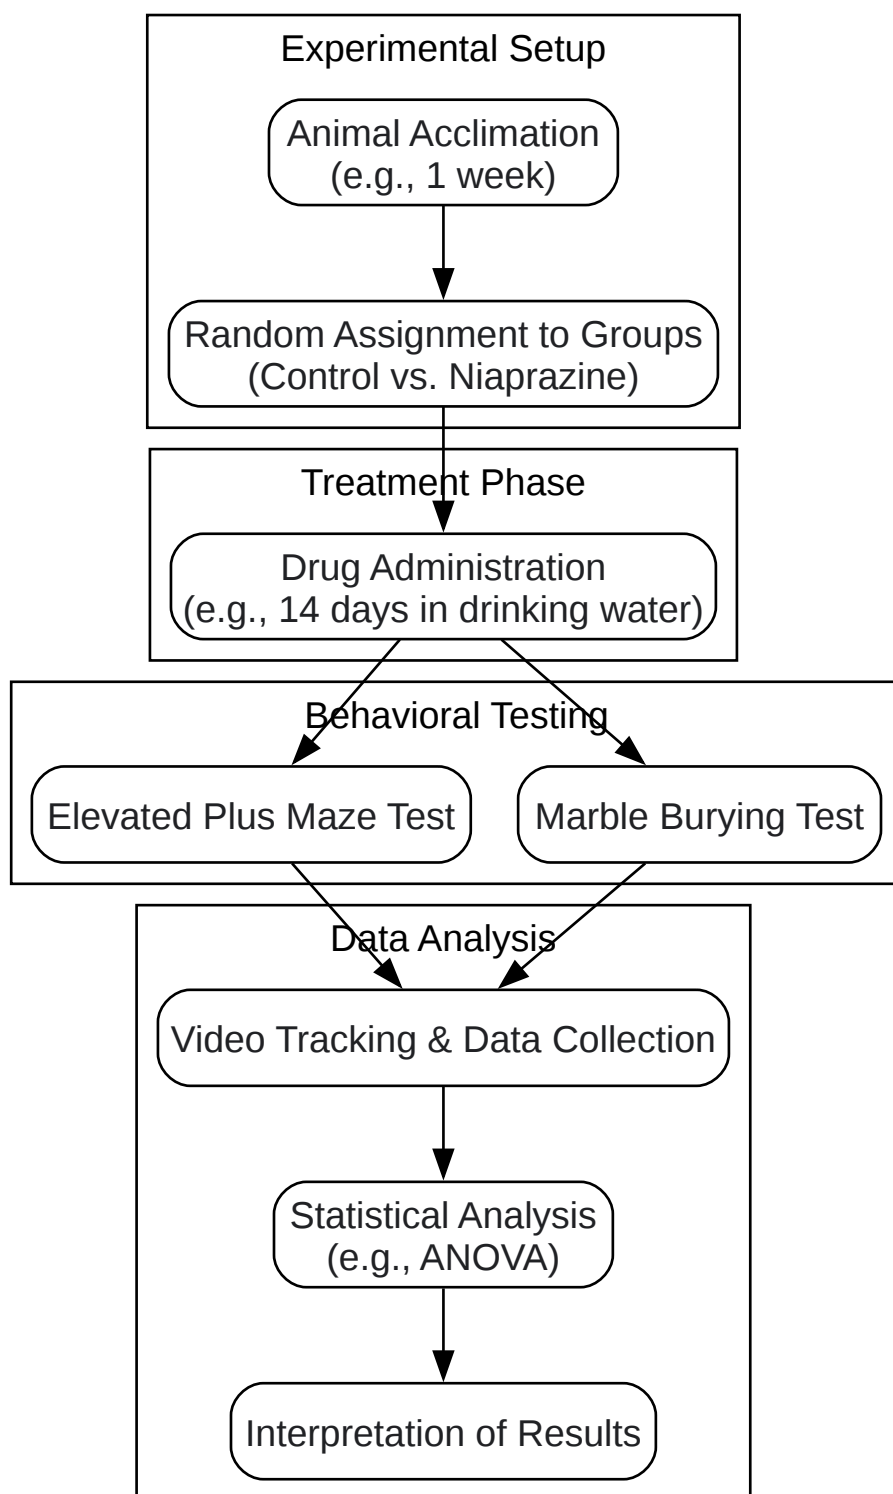 Experimental Setup
Animal Acclimation
(e.g., 1 week)
Random Assignment to Groups
(Control vs. Niaprazine)
Treatment Phase
Drug Administration
(e.g., 14 days in drinking water)
Behavioral Testing
Elevated Plus Maze Test
Marble Burying Test
Data Analysis
Video Tracking & Data Collection
Statistical Analysis
(e.g., ANOVA)
Interpretation of Results